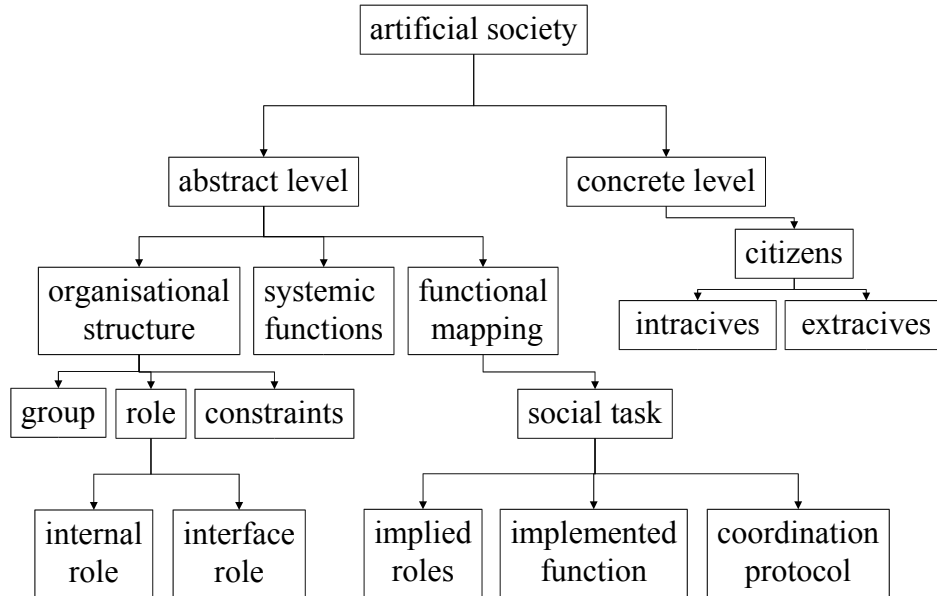 artificial society
abstract level
concrete level
citizens
organisational
structure
systemic
functions
functional
mapping
intracives
extracives
group
role
constraints
social task
internal
role
interface
role
implied
roles
implemented
function
coordination
protocol